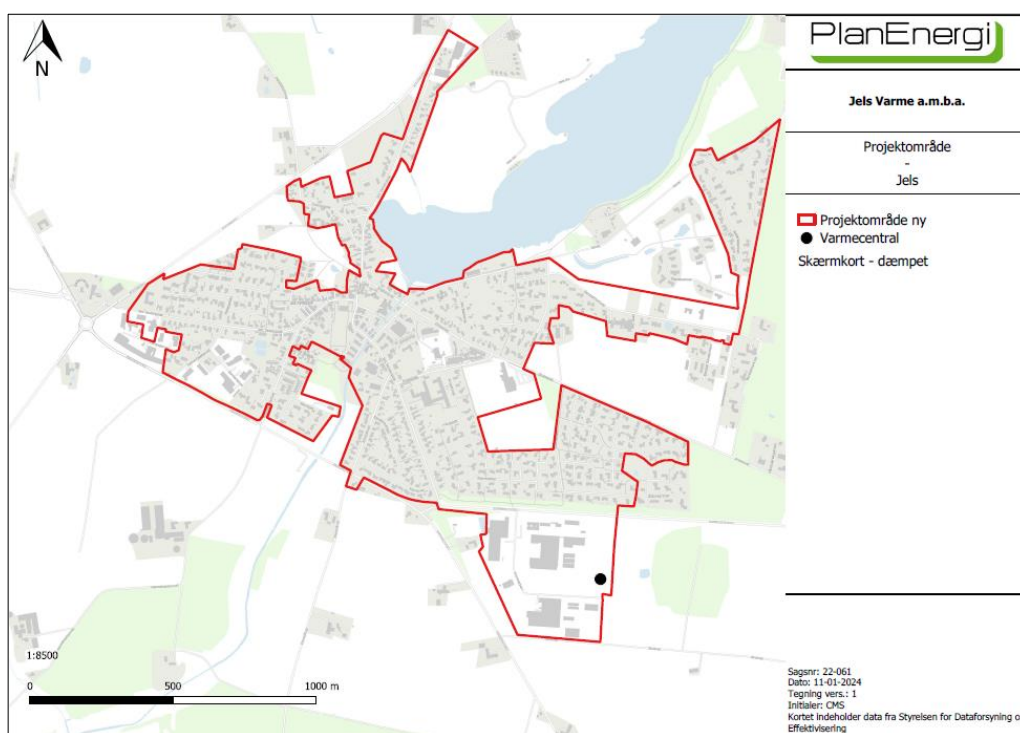 N
PlanEnergi
Jels Varme a.m.b.a.
Projektområde
-
Jels
Projektområde ny
Varmecentral
Skærmkort - dæmpet
1:8500
0 500 1000 m
Sagsnr: 22-061
Dato: 11-01-2024
Tegning vers.: 1
Initialer: CMS
Kortet indeholder data fra Styrelsen for Dataforsyning o
Effektivisering